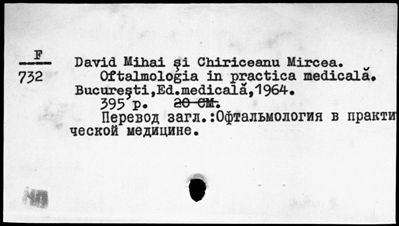 F
732
David Mihai şi Chiriceanu Mircea.
Oftalmologia in practica medicală.
Bucureşti,Ed.medicală,1964.
395 p. 20 CM.
Перевод загл.:Офтальмология в практи
ческой медицине.